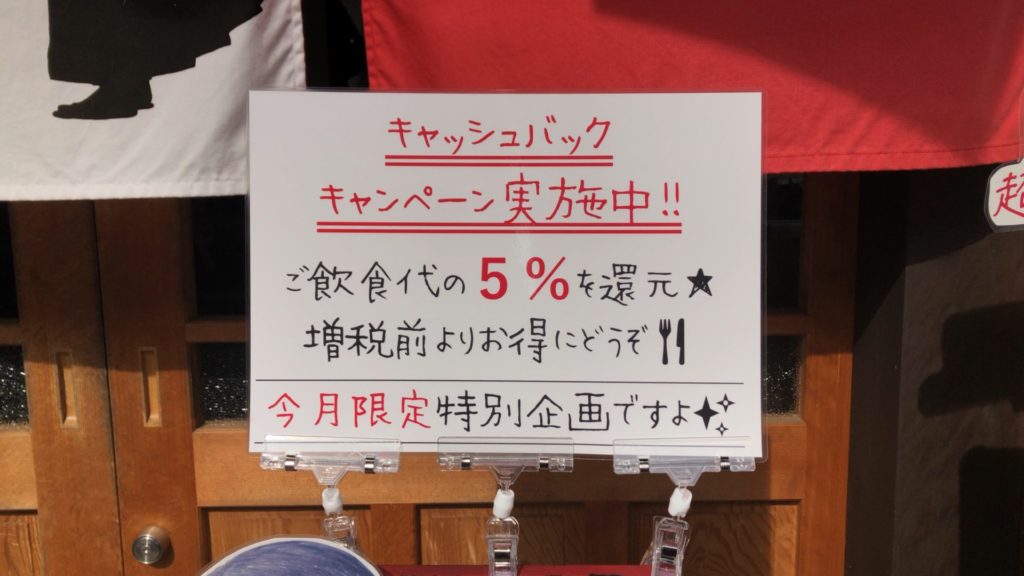 キャッシュバック
キャンペーン実施中!!
ご飲食代の5%を還元★
増税前よりお得にどうぞ
今月限定特別企画ですよ
超